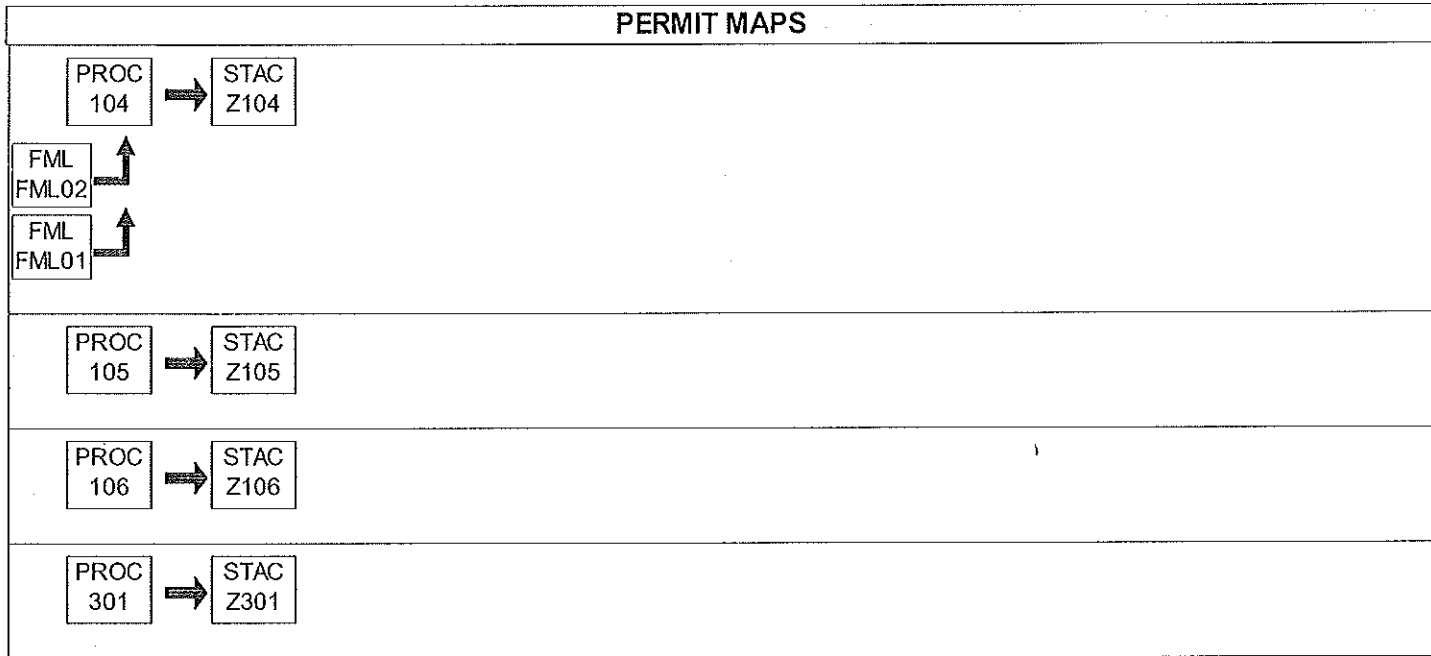 PERMIT MAPS
PROC
104
STAC
Z104
FML
FML02
FML
FML01
PROC
105
STAC
Z105
PROC
106
STAC
Z106
PROC
301
STAC
Z301